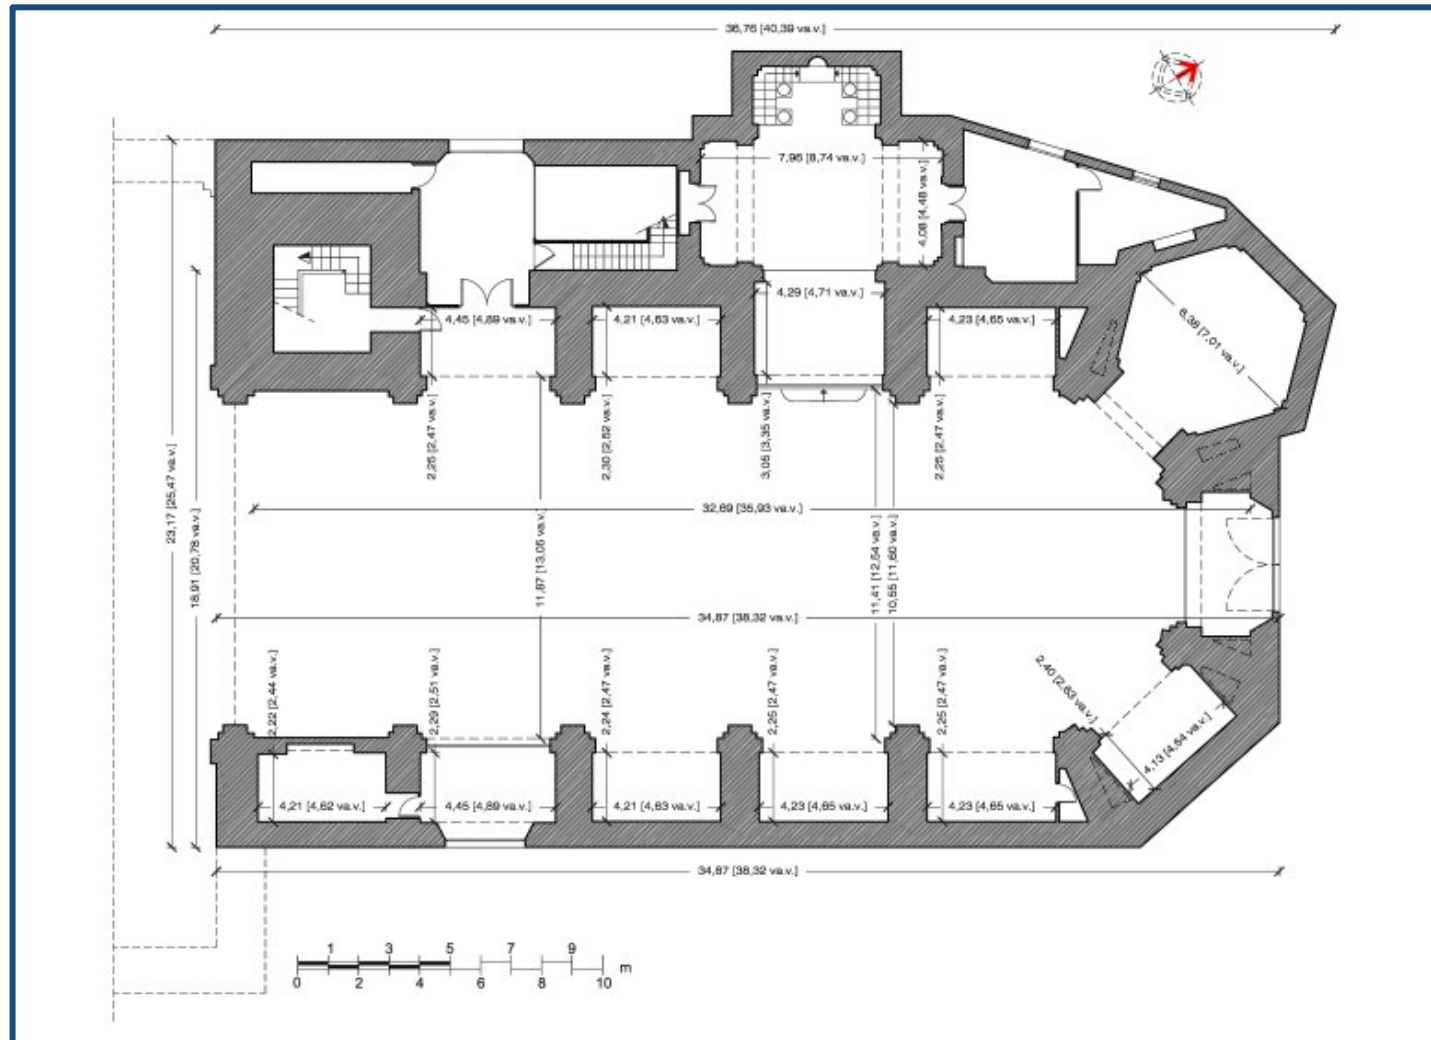 36,76 [40,39 va.v.]
7,96 [8,74 va.v.]
4,08 [4,48 va.v.]
4,29 [4,71 va.v.]
4,45 [4,89 va.v.]
4,21 [4,63 va.v.]
4,23 [4,65 va.v.]
6,38 [7,01 va.v.]
23,17 [25,47 va.v.]
18,91 [20,78 va.v.]
2,25 [2,47 va.v.]
2,30 [2,52 va.v.]
3,05 [3,35 va.v.]
2,25 [2,47 va.v.]
32,69 [35,93 va.v.]
11,87 [13,05 va.v.]
11,41 [12,54 va.v.]
10,55 [11,60 va.v.]
34,87 [38,32 va.v.]
2,22 [2,44 va.v.]
2,29 [2,51 va.v.]
2,24 [2,47 va.v.]
2,25 [2,47 va.v.]
2,25 [2,47 va.v.]
2,40 [2,63 va.v.]
4,13 [4,54 va.v.]
4,21 [4,62 va.v.]
4,45 [4,89 va.v.]
4,21 [4,63 va.v.]
4,23 [4,65 va.v.]
4,23 [4,65 va.v.]
34,87 [38,32 va.v.]
1 3 5 7 9
0 2 4 6 8 10 m